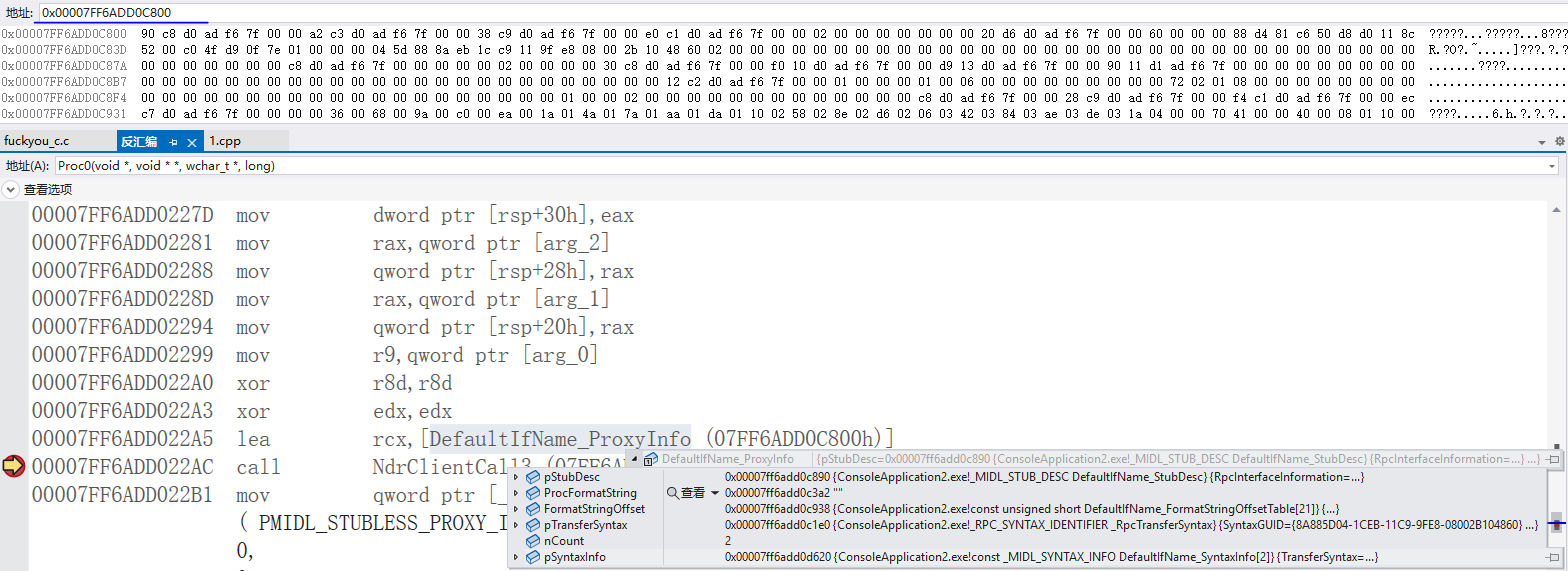 地址: 0x00007FF6ADD0C800
0x00007FF6ADD0C800 90 c8 d0 ad f6 7f 00 00 a2 c3 d0 ad f6 7f 00 00 38 c9 d0 ad f6 7f 00 00 e0 c1 d0 ad f6 7f 00 00 02 00 00 00 00 00 00 00 20 d6 d0 ad f6 7f 00 00 00 60 00 00 00 88 d4 81 c6 50 d8 d0 11 8c ?????...?????...8????
0x00007FF6ADD0C83D 52 00 c0 4f d9 0f 7e 01 00 00 00 04 5d 88 8a eb 1c c9 11 9f e8 08 00 2b 10 48 60 02 00 00 00 00 00 00 00 00 00 00 00 00 00 00 00 00 00 00 00 00 00 00 00 00 00 00 00 00 00 00 00 00 00 R.?O?.~.....]???.?.?
0x00007FF6ADD0C87A 00 00 00 00 00 00 00 c8 d0 ad f6 7f 00 00 00 00 00 00 02 00 00 00 00 00 30 c8 d0 ad f6 7f 00 00 f0 10 d0 ad f6 7f 00 00 d9 13 d0 ad f6 7f 00 00 90 11 d1 ad f6 7f 00 00 00 00 00 00 00 00 00 .......????.........
0x00007FF6ADD0C8B7 00 00 00 00 00 00 00 00 00 00 00 00 00 00 00 00 00 00 00 00 00 00 00 00 00 12 c2 d0 ad f6 7f 00 00 01 00 00 00 01 00 06 00 00 00 00 00 72 02 01 08 00 00 00 00 00 00 00 00 00 00 00 00
0x00007FF6ADD0C8F4 00 00 00 00 00 00 00 00 00 00 00 00 00 00 00 00 00 01 00 00 02 00 00 00 00 00 00 00 00 00 00 00 00 c8 d0 ad f6 7f 00 00 28 c9 d0 ad f6 7f 00 00 f4 c1 d0 ad f6 7f 00 00 ec
0x00007FF6ADD0C931 c7 d0 ad f6 7f 00 00 00 00 00 36 00 68 00 9a 00 c0 00 ea 00 1a 01 4a 01 7a 01 aa 01 da 01 10 02 58 02 8e 02 d6 02 06 03 42 03 84 03 ae 03 de 03 1a 04 00 00 70 41 00 00 40 00 08 01 10 00 ????.....6.h.?.?.?..
fuckyou_c.c 反汇编 1.cpp
地址(A): Proc0(void *, void * *, wchar_t *, long)
查看选项
00007FF6ADD0227D mov dword ptr [rsp+30h],eax
00007FF6ADD02281 mov rax,qword ptr [arg_2]
00007FF6ADD02288 mov qword ptr [rsp+28h],rax
00007FF6ADD0228D mov rax,qword ptr [arg_1]
00007FF6ADD02294 mov qword ptr [rsp+20h],rax
00007FF6ADD02299 mov r9,qword ptr [arg_0]
00007FF6ADD022A0 xor r8d,r8d
00007FF6ADD022A3 xor edx,edx
00007FF6ADD022A5 lea rcx,[DefaultIfName_ProxyInfo (07FF6ADD0C800h)]
00007FF6ADD022AC call NdrClientCall3 (07FF6A
DefaultIfName_ProxyInfo {pStubDesc=0x00007ff6add0c890 {ConsoleApplication2.exe!_MIDL_STUB_DESC DefaultIfName_StubDesc} {RpcInterfaceInformation=...} ...}
pStubDesc 0x00007ff6add0c890 {ConsoleApplication2.exe!_MIDL_STUB_DESC DefaultIfName_StubDesc} {RpcInterfaceInformation=...}
ProcFormatString 查看 0x00007ff6add0c3a2 ""
FormatStringOffset 0x00007ff6add0c938 {ConsoleApplication2.exe!const unsigned short DefaultIfName_FormatStringOffsetTable[21]} {...}
pTransferSyntax 0x00007ff6add0c1e0 {ConsoleApplication2.exe!_RPC_SYNTAX_IDENTIFIER _RpcTransferSyntax} {SyntaxGUID={8A885D04-1CEB-11C9-9FE8-08002B104860} ...}
nCount 2
pSyntaxInfo 0x00007ff6add0d620 {ConsoleApplication2.exe!const _MIDL_SYNTAX_INFO DefaultIfName_SyntaxInfo[2]} {TransferSyntax=...}
00007FF6ADD022B1 mov qword ptr [_
( PMIDL_STUBLESS_PROXY_I
0,